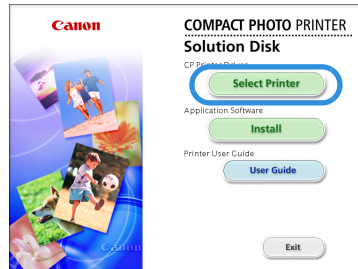 Canon
COMPACT PHOTO PRINTER
Solution Disk
CP Printer Driver
Select Printer
Application Software
Install
Printer User Guide
User Guide
Canon
Exit